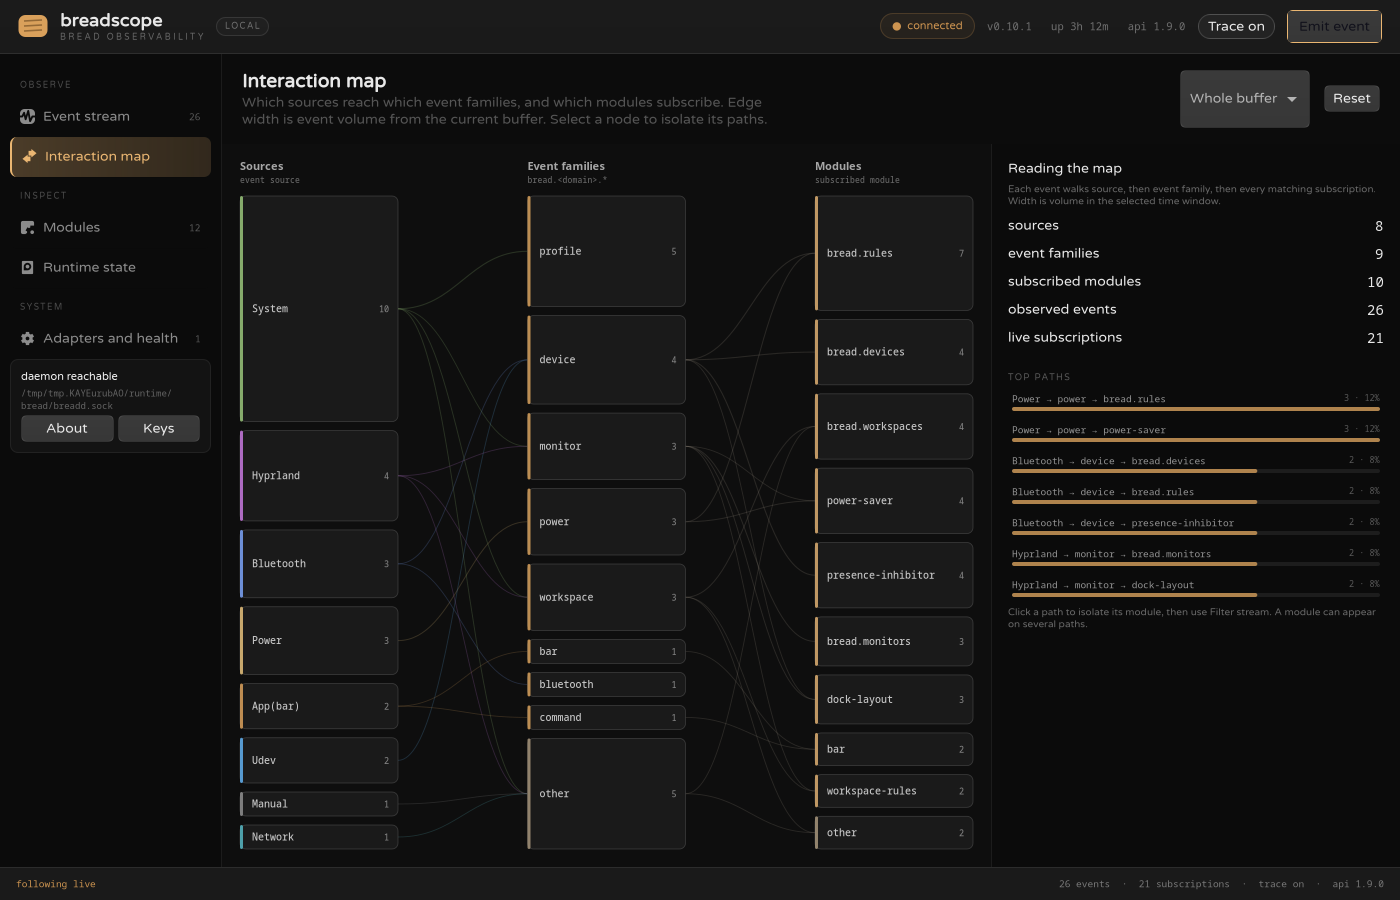 breadscope
BREAD OBSERVABILITY
LOCAL
connected
v0.10.1
up 3h 12m
api 1.9.0
Trace on
Emit event
OBSERVE
Event stream 26
Interaction map
INSPECT
Modules 12
Runtime state
SYSTEM
Adapters and health 1
daemon reachable
/tmp/tmp.KAYEurubAO/runtime/
bread/breadd.sock
About
Keys
Interaction map
Which sources reach which event families, and which modules subscribe. Edge
width is event volume from the current buffer. Select a node to isolate its paths.
Whole buffer
Reset
Sources
event source
System 10
Hyprland 4
Bluetooth 3
Power 3
App(bar) 2
Udev 2
Manual 1
Network 1
Event families
bread.<domain>.*
profile 5
device 4
monitor 3
power 3
workspace 3
bar 1
bluetooth 1
command 1
other 5
Modules
subscribed module
bread.rules 7
bread.devices 4
bread.workspaces 4
power-saver 4
presence-inhibitor 4
bread.monitors 3
dock-layout 3
bar 2
workspace-rules 2
other 2
Reading the map
Each event walks source, then event family, then every matching subscription.
Width is volume in the selected time window.
sources 8
event families 9
subscribed modules 10
observed events 26
live subscriptions 21
TOP PATHS
Power → power → bread.rules 3 · 12%
Power → power → power-saver 3 · 12%
Bluetooth → device → bread.devices 2 · 8%
Bluetooth → device → bread.rules 2 · 8%
Bluetooth → device → presence-inhibitor 2 · 8%
Hyprland → monitor → bread.monitors 2 · 8%
Hyprland → monitor → dock-layout 2 · 8%
Click a path to isolate its module, then use Filter stream. A module can appear
on several paths.
following live
26 events · 21 subscriptions · trace on · api 1.9.0